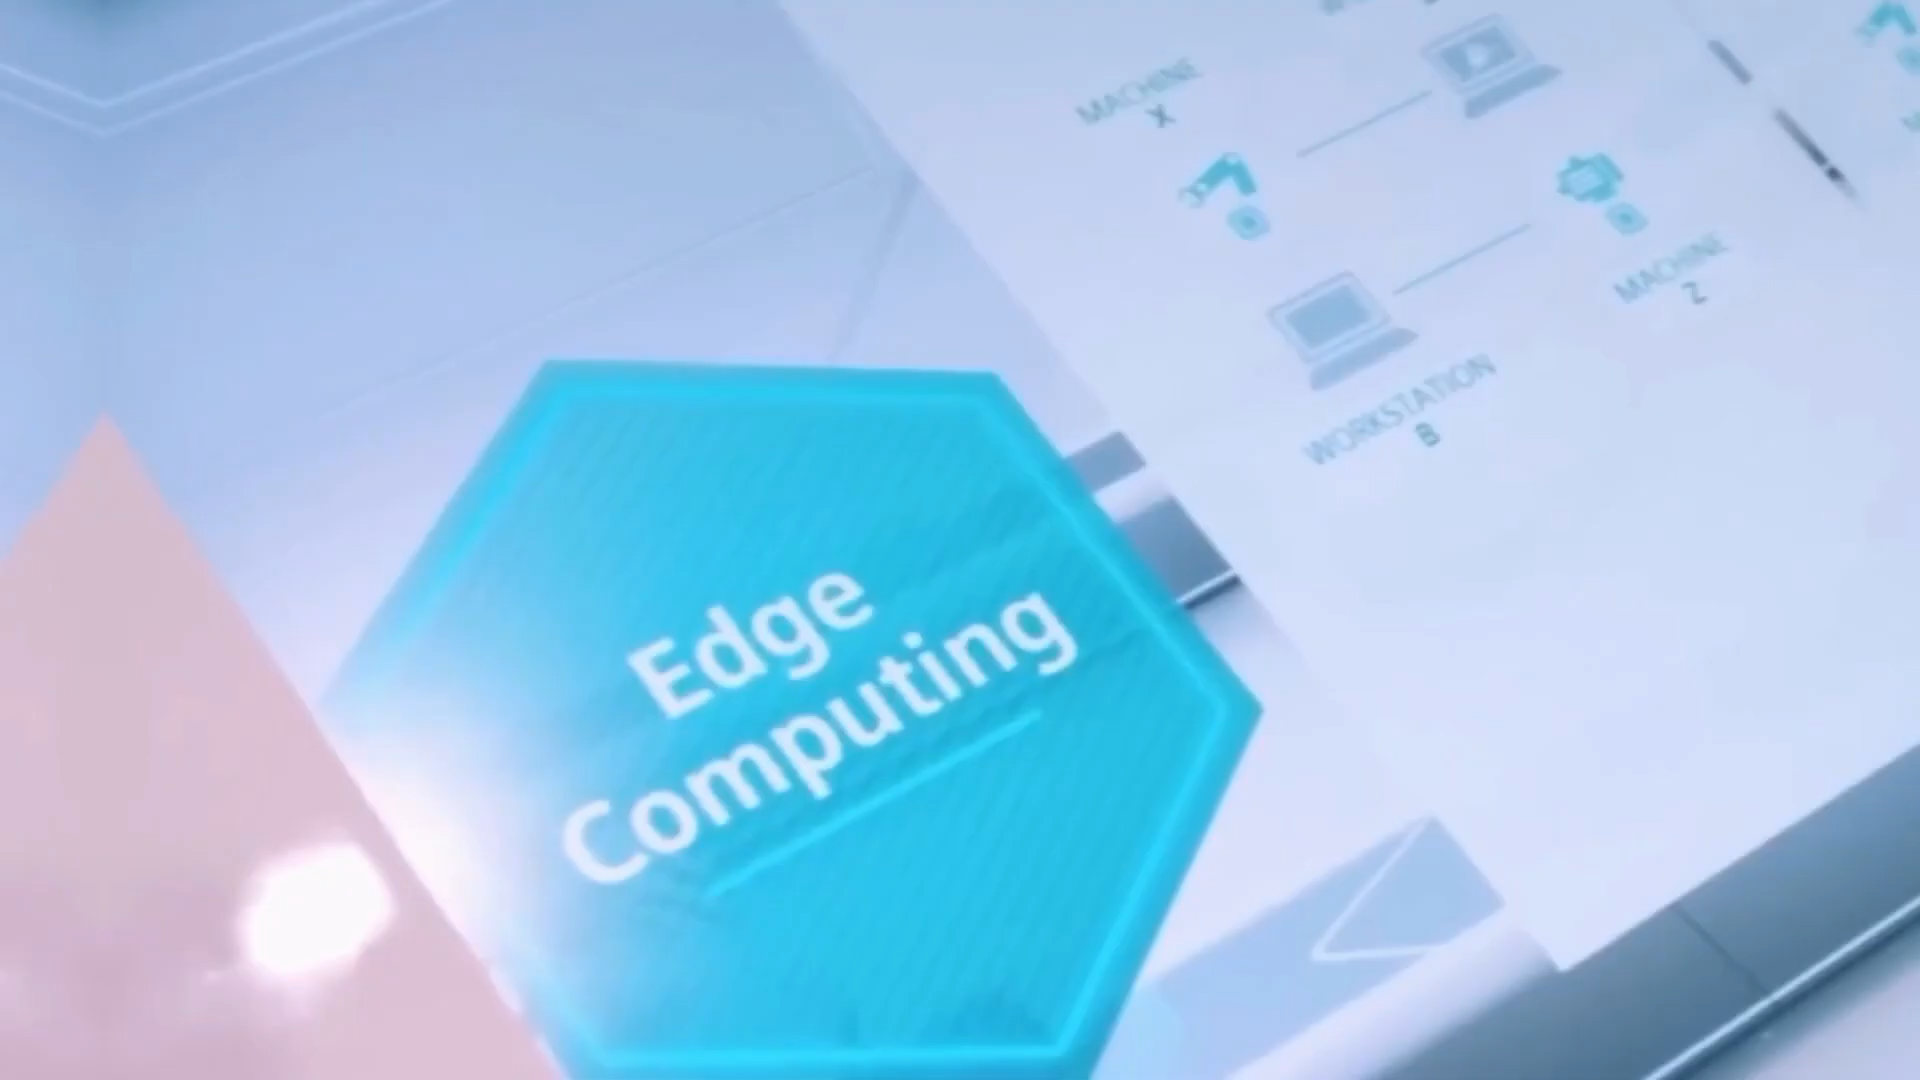 MACHINE
X
MACHINE
Z
WORKSTATION
B
Edge
Computing